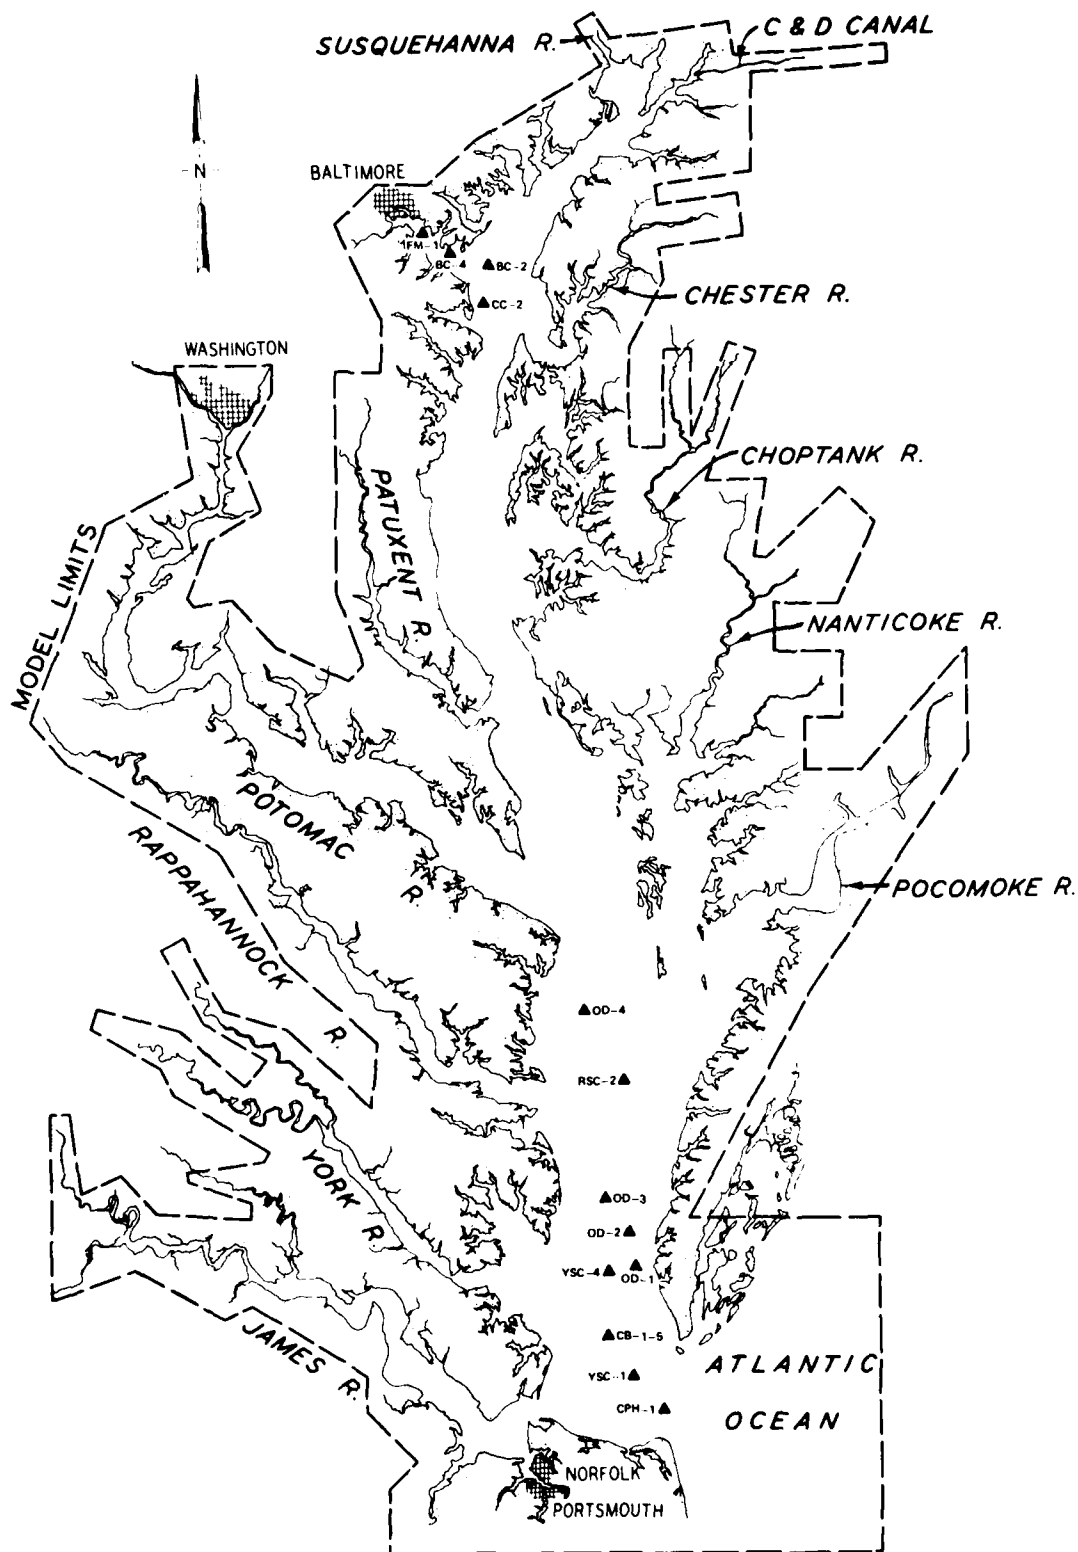 SUSQUEHANNA R.
C & D CANAL
N
BALTIMORE
BC-4
BC-2
CC-2
CHESTER R.
WASHINGTON
CHOPTANK R.
PATUXENT R.
MODEL LIMITS
NANTICOKE R.
POTOMAC R.
RAPPAHANNOCK R.
POCOMOKE R.
OD-4
RSC-2
YORK R.
OD-3
OD-2
YSC-4
OD-1
CB-1-5
JAMES R.
YSC-1
CPH-1
ATLANTIC
OCEAN
NORFOLK
PORTSMOUTH